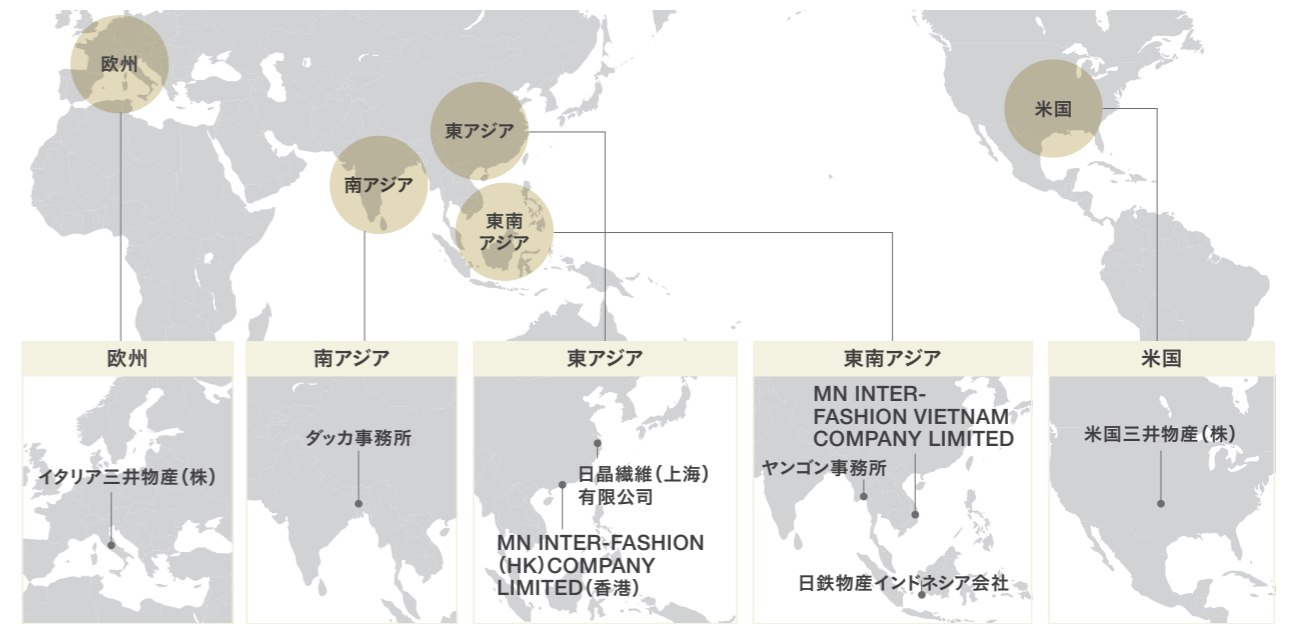 欧州
東アジア
南アジア
東南
アジア
米国
欧州
イタリア三井物産（株）
南アジア
ダッカ事務所
東アジア
日晶繊維（上海）
有限公司
MN INTER-FASHION
（HK）COMPANY
LIMITED（香港）
東南アジア
MN INTER-
FASHION VIETNAM
COMPANY LIMITED
ヤンゴン事務所
日鉄物産インドネシア会社
米国
米国三井物産（株）